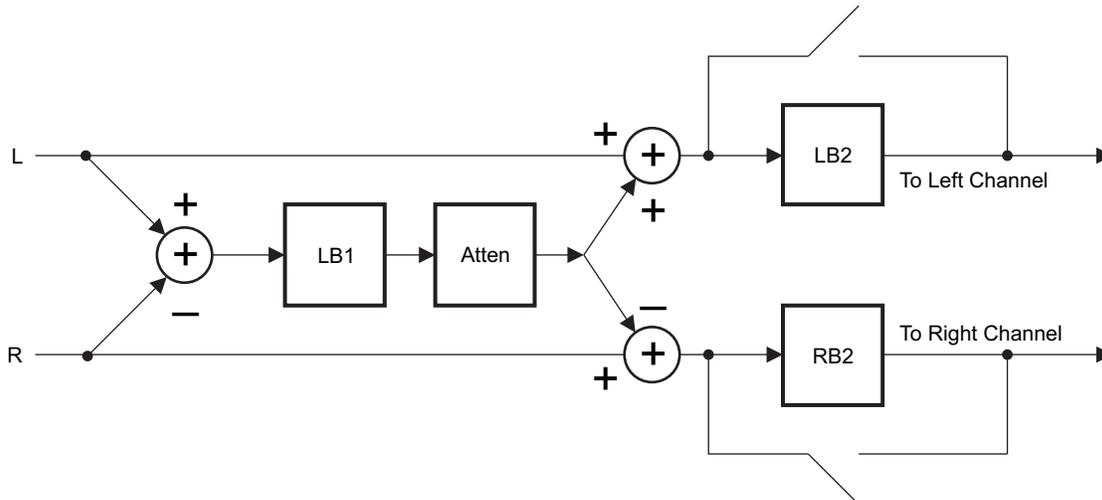 +
L
+
LB2
To Left Channel
+
+
+
LB1
Atten
−
−
To Right Channel
R
+
RB2
+